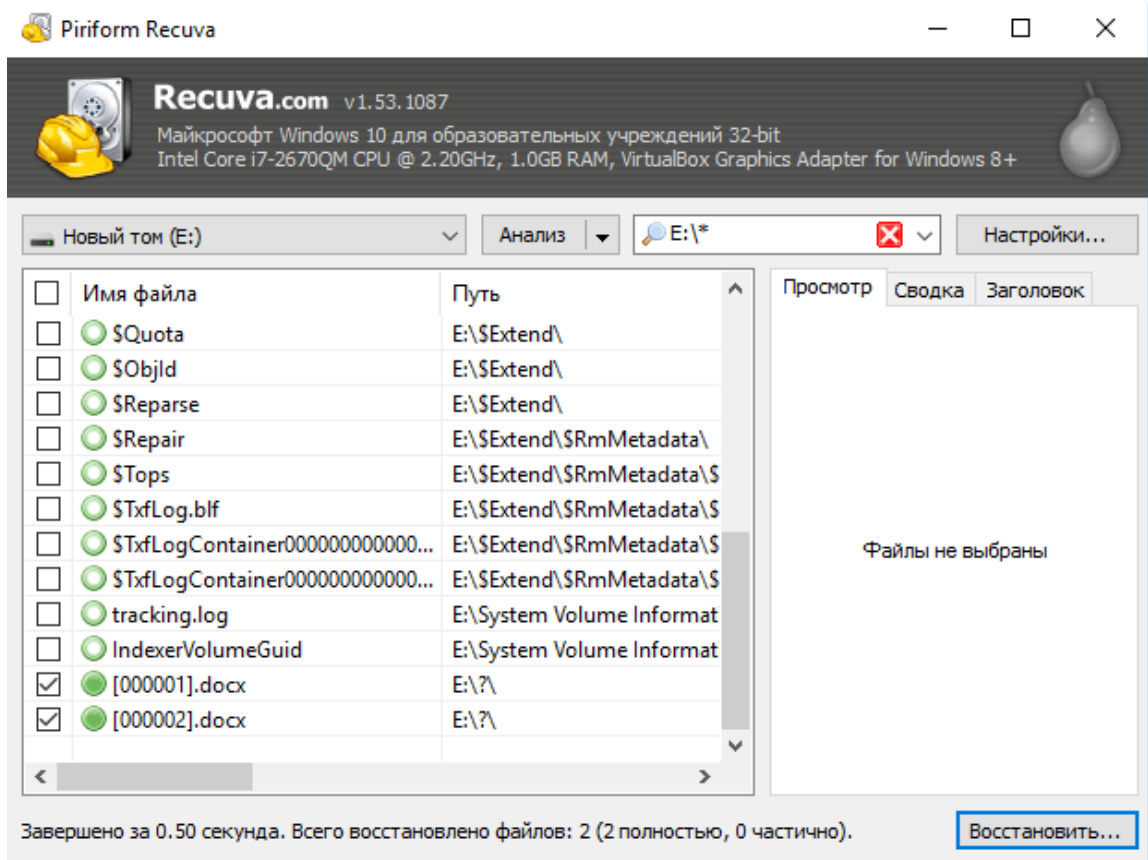 Piriform Recuva
Recuva.com v1.53.1087
Майкрософт Windows 10 для образовательных учреждений 32-bit
Intel Core i7-2670QM CPU @ 2.20GHz, 1.0GB RAM, VirtualBox Graphics Adapter for Windows 8+
Новый том (E:) Анализ E:\* Настройки...
Имя файла Путь Просмотр Сводка Заголовок
$Quota E:\$Extend\
$ObjId E:\$Extend\
$Reparse E:\$Extend\
$Repair E:\$Extend\$RmMetadata\
$Tops E:\$Extend\$RmMetadata\$
$TxfLog.blf E:\$Extend\$RmMetadata\$
$TxfLogContainer000000000000... E:\$Extend\$RmMetadata\$
Файлы не выбраны
$TxfLogContainer000000000000... E:\$Extend\$RmMetadata\$
tracking.log E:\System Volume Informat
IndexerVolumeGuid E:\System Volume Informat
[000001].docx E:\?\
[000002].docx E:\?\
Завершено за 0.50 секунда. Всего восстановлено файлов: 2 (2 полностью, 0 частично). Восстановить...